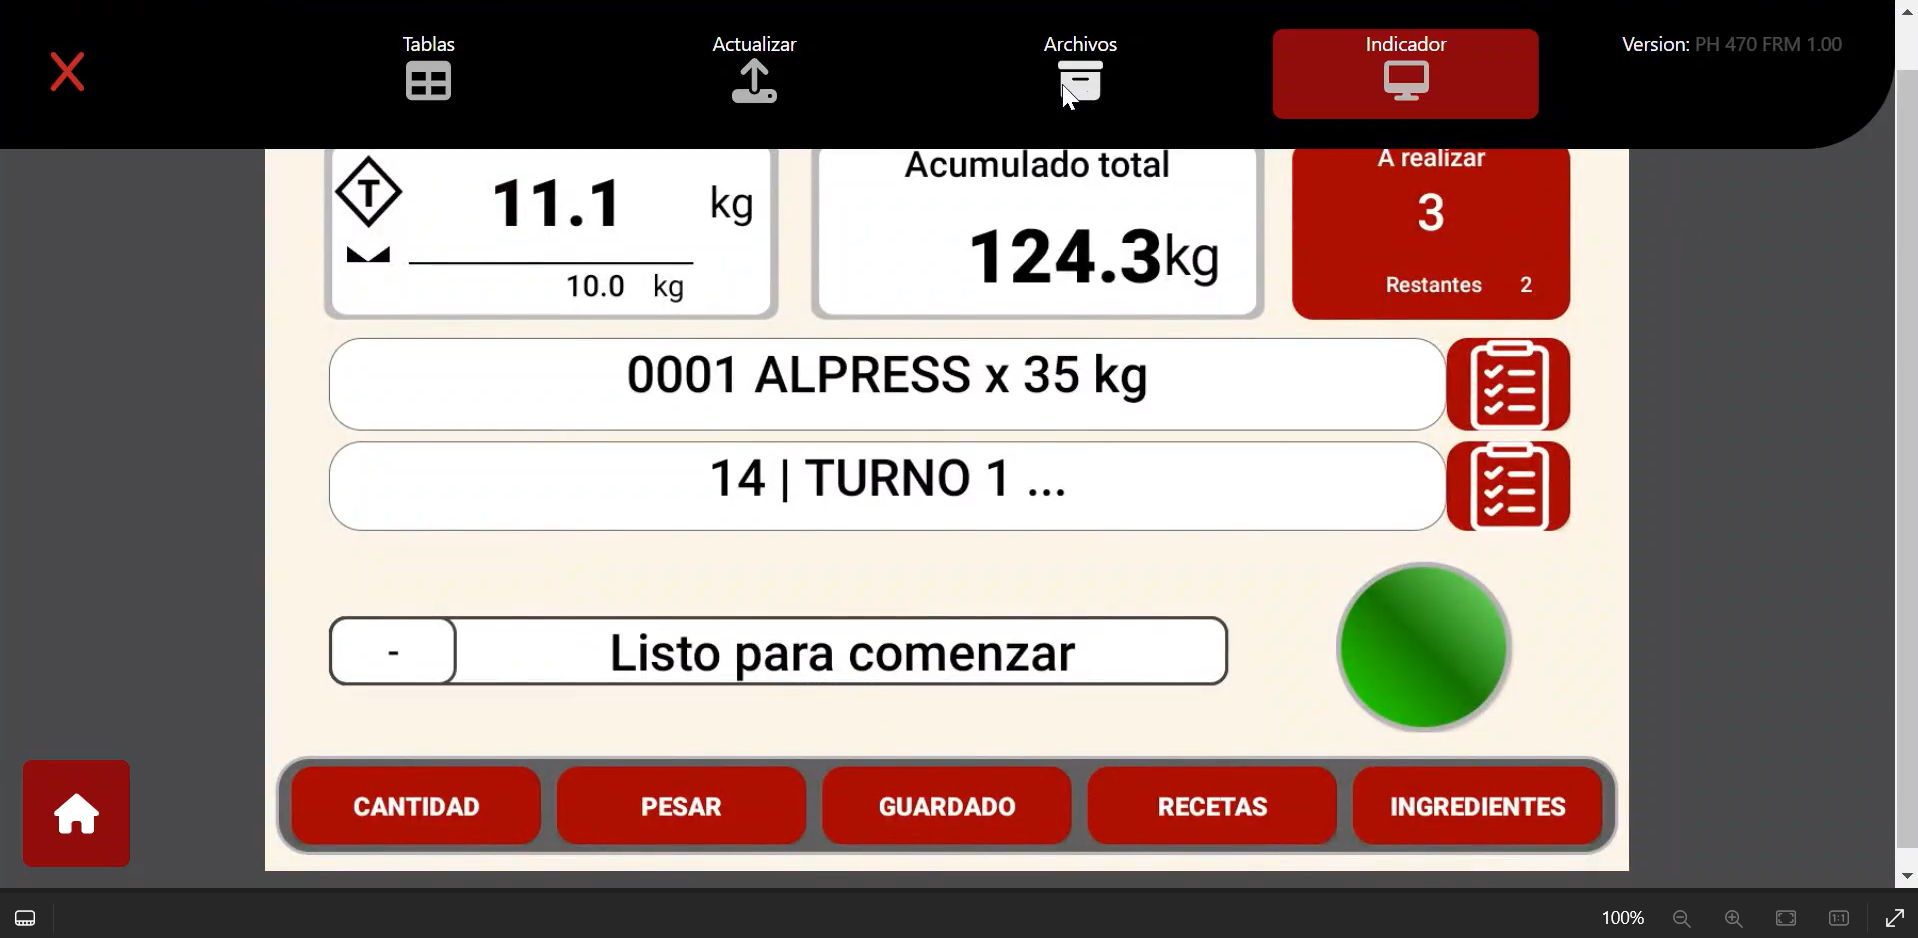 Tablas
Actualizar
Archivos
Indicador
Version: PH 470 FRM 1.00
T
11.1 kg
10.0 kg
Acumulado total
124.3kg
A realizar
3
Restantes 2
0001 ALPRESS x 35 kg
14 | TURNO 1 ...
- Listo para comenzar
CANTIDAD
PESAR
GUARDADO
RECETAS
INGREDIENTES
100%
1:1